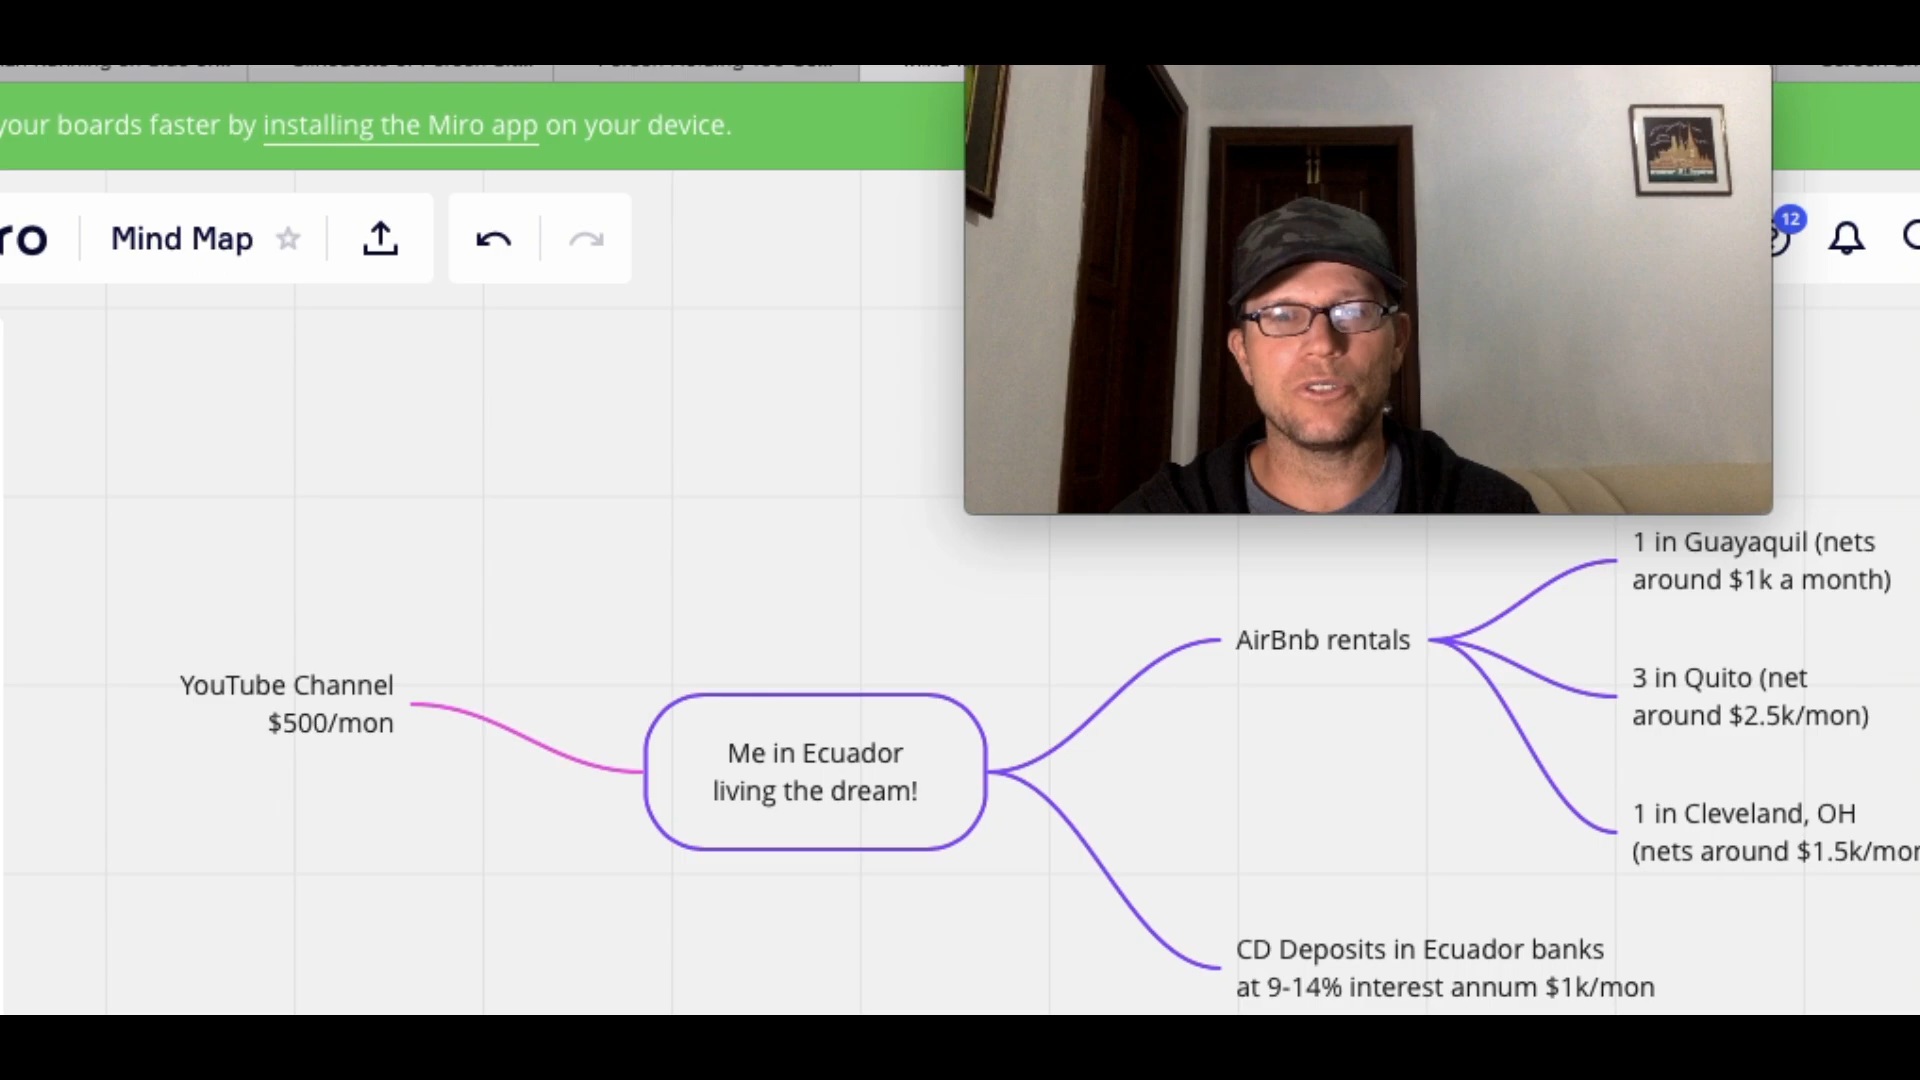 your boards faster by installing the Miro app on your device.
ro
Mind Map
12
1 in Guayaquil (nets
around $1k a month)
AirBnb rentals
3 in Quito (net
around $2.5k/mon)
YouTube Channel
$500/mon
Me in Ecuador
living the dream!
1 in Cleveland, OH
(nets around $1.5k/mon
CD Deposits in Ecuador banks
at 9-14% interest annum $1k/mon